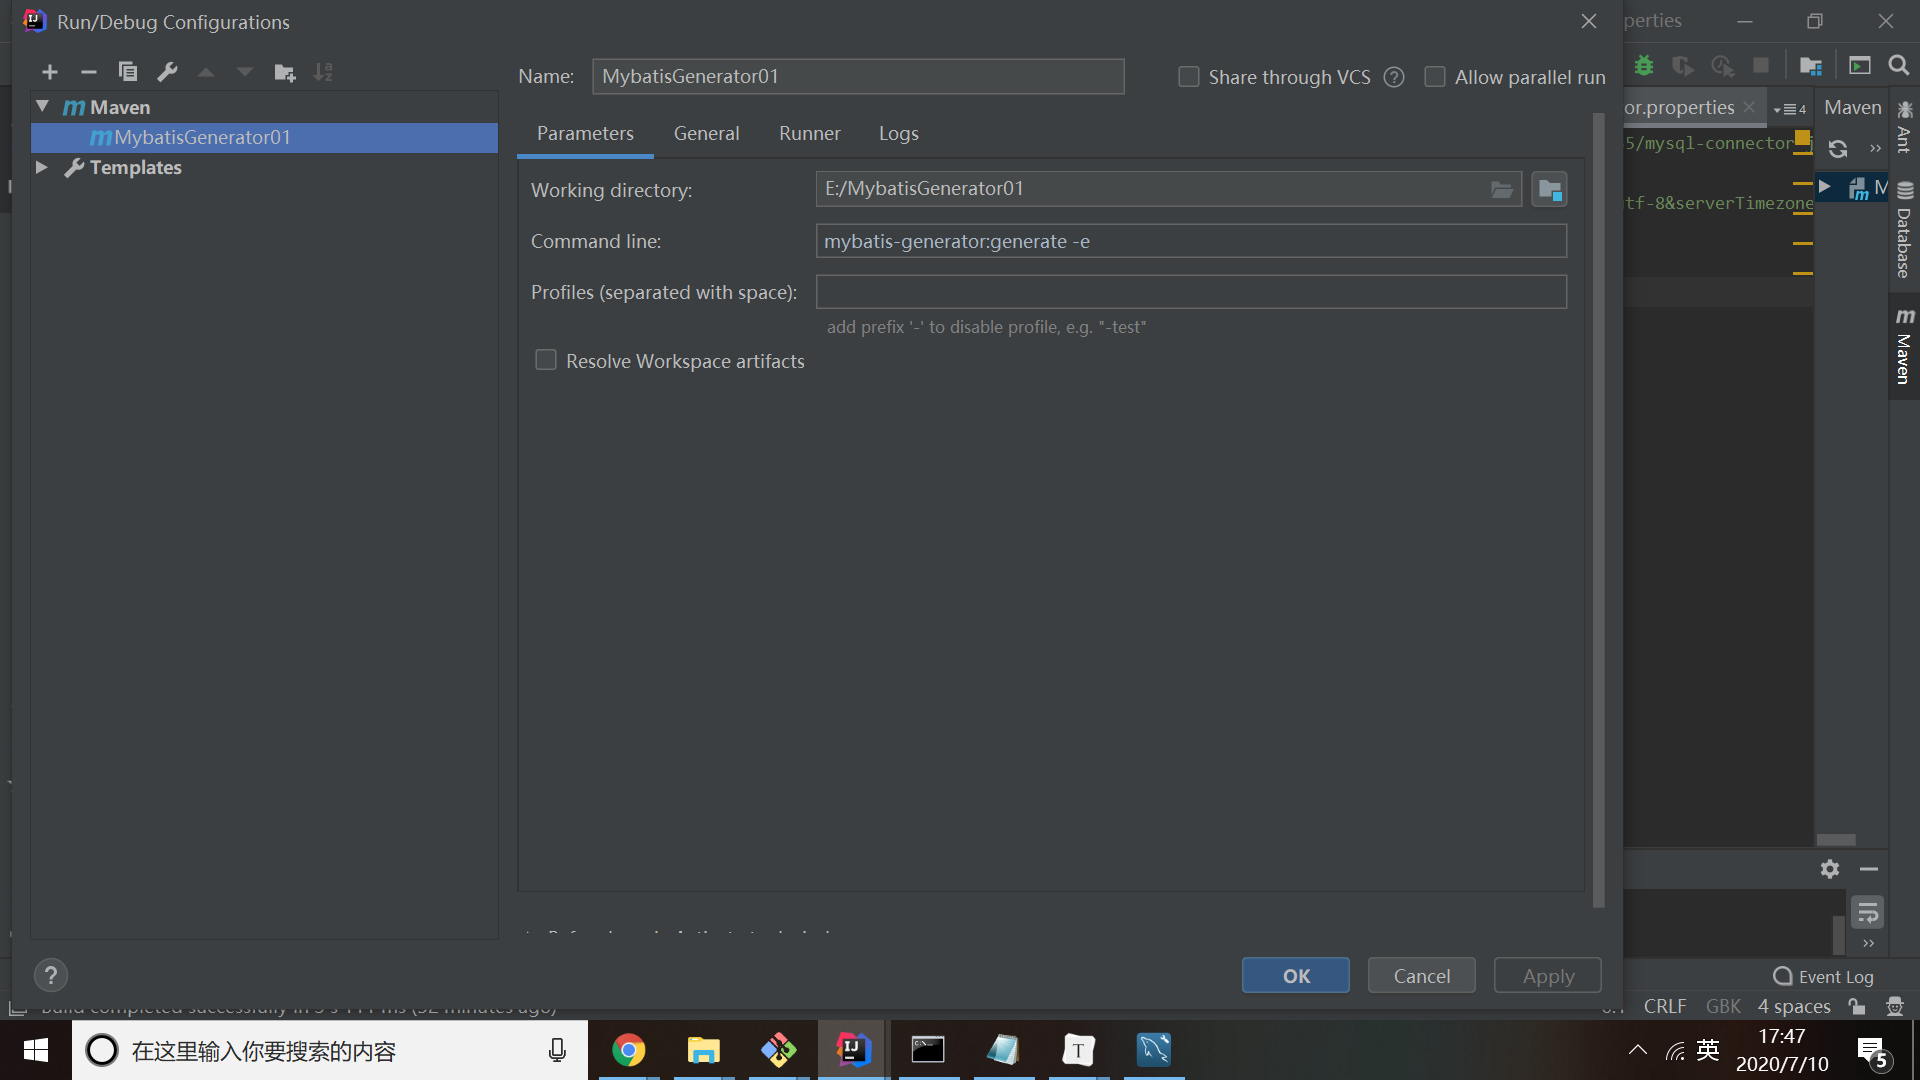 Run/Debug Configurations
perties
Name:
MybatisGenerator01
Share through VCS
Allow parallel run
Maven
MybatisGenerator01
Templates
Parameters
General
Runner
Logs
Working directory:
E:/MybatisGenerator01
Command line:
mybatis-generator:generate -e
Profiles (separated with space):
add prefix '-' to disable profile, e.g. "-test"
Resolve Workspace artifacts
or.properties
4
Maven
5/mysql-connector
tf-8&serverTimezone
M
Ant
Database
Maven
OK
Cancel
Apply
Event Log
CRLF
GBK
4 spaces
在这里输入你要搜索的内容
英
17:47
2020/7/10
5